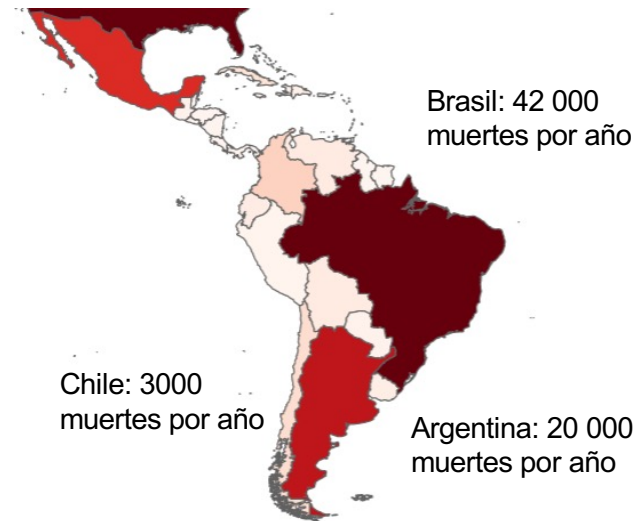 Brasil: 42 000
muertes por año
Chile: 3000
muertes por año
Argentina: 20 000
muertes por año